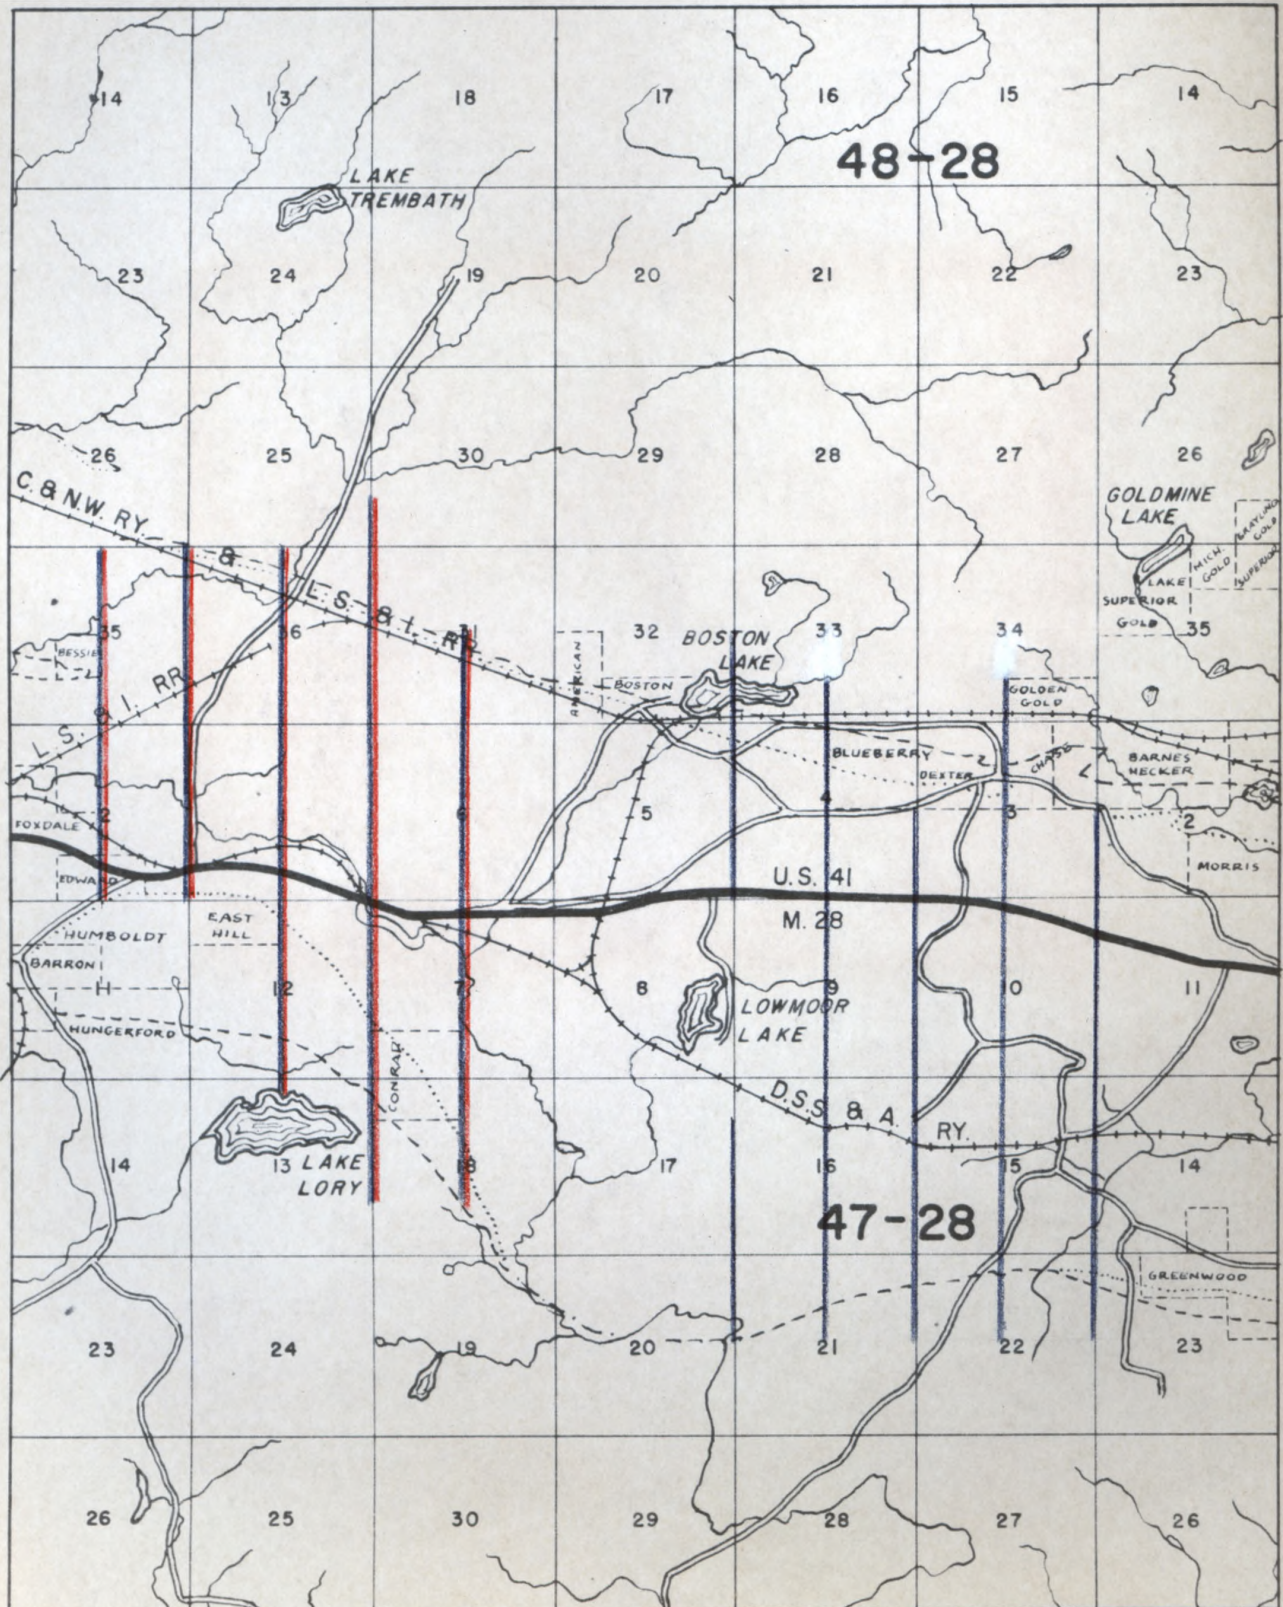 14 13 18 17 16 15 14
48-28
LAKE
TREMBATH
23 24 19 20 21 22 23
26 25 30 29 28 27 26
C. & N.W. RY. & L.S. & I. RR
GOLDMINE
LAKE
GRAYLING
GOLD
MICH.
GOLD
SUPERIOR
LAKE
SUPERIOR
GOLD
35 36 31 32 33 34 35
BESSIE
L.S. & I. RR.
AMERICAN
BOSTON
BOSTON
LAKE
GOLDEN
GOLD
BLUEBERRY
DEXTER
CHASE
BARNES
HECKER
2 6 5 4 3 2
FOXDALE
MORRIS
EDWARD
U.S. 41
M. 28
HUMBOLDT
EAST
HILL
BARRON
11 12 7 8 9 10 11
LOWMOOR
LAKE
HUNGERFORD
CONRAD
D.S.S. & A. RY.
14 13 18 17 16 15 14
LAKE
LORY
47-28
GREENWOOD
23 24 19 20 21 22 23
26 25 30 29 28 27 26